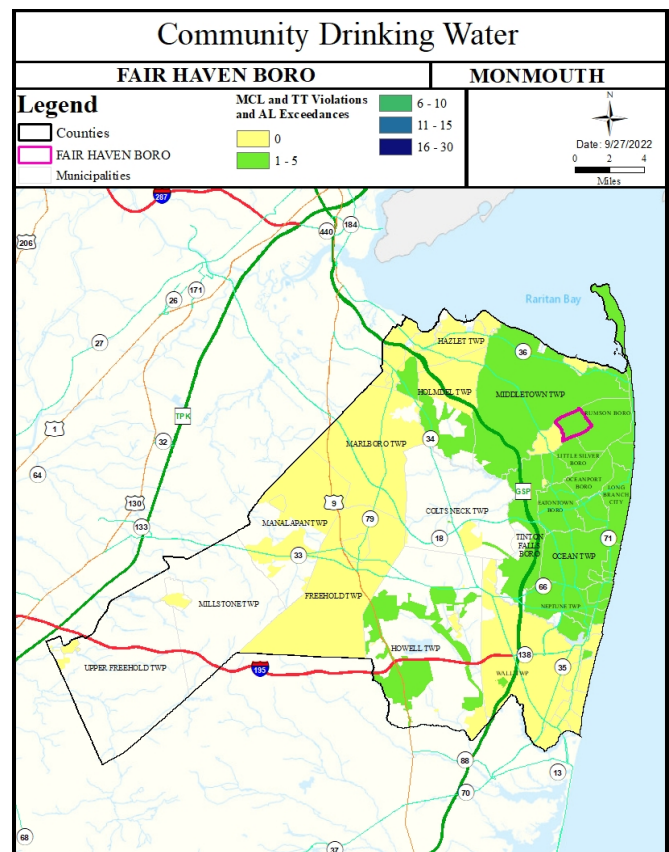 Community Drinking Water
FAIR HAVEN BORO
MONMOUTH
Legend
Counties
FAIR HAVEN BORO
Municipalities
MCL and TT Violations
and AL Exceedances
0
1 - 5
6 - 10
11 - 15
16 - 30
N
Date: 9/27/2022
0 2 4
Miles
287
206
440
184
171
26
27
Raritan Bay
HAZLET TWP
36
HOLMDEL TWP
MIDDLETOWN TWP
RUMSON BORO
TPK
1
32
34
MARLBORO TWP
LITTLE SILVER
BORO
64
OCEANPORT
BORO
LONG
BRANCH
CITY
GSP
EATONTOWN
BORO
130
9
79
COLTS NECK TWP
133
MANALAPAN TWP
18
TINTON
FALLS
BORO
71
33
OCEAN TWP
66
MILLSTONE TWP
FREEHOLD TWP
NEPTUNE TWP
HOWELL TWP
138
35
UPPER FREEHOLD TWP
195
WALL TWP
88
13
70
68
37